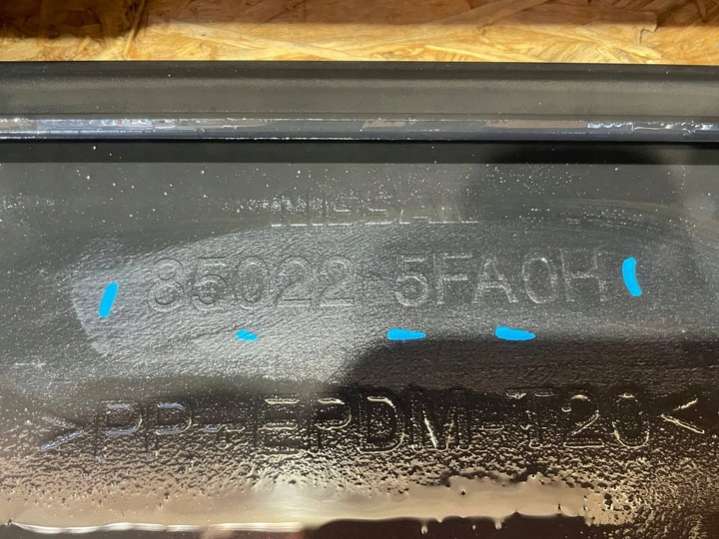 NISSAN
85022 5FA0H
>PP-EPDM-T20<